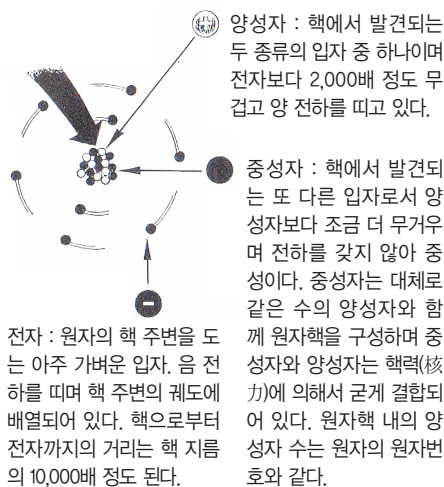 양성자 : 핵에서 발견되는
두 종류의 입자 중 하나이며
전자보다 2,000배 정도 무
겁고 양 전하를 띠고 있다.
중성자 : 핵에서 발견되
는 또 다른 입자로서 양
성자보다 조금 더 무거우
며 전하를 갖지 않아 중
성이다. 중성자는 대체로
같은 수의 양성자와 함
께 원자핵을 구성하며 중
성자와 양성자는 핵력(核
力)에 의해서 굳게 결합되
어 있다. 원자핵 내의 양
성자 수는 원자의 원자번
호와 같다.
전자 : 원자의 핵 주변을 도
는 아주 가벼운 입자. 음 전
하를 띠며 핵 주변의 궤도에
배열되어 있다. 핵으로부터
전자까지의 거리는 핵 지름
의 10,000배 정도 된다.